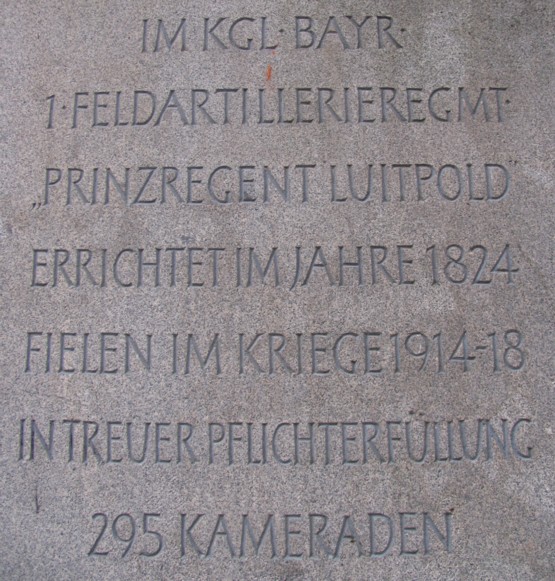 IM KGL·BAYR·
1·FELDARTILLERIEREGMT·
„PRINZREGENT LUITPOLD"
ERRICHTET IM JAHRE 1824
FIELEN IM KRIEGE 1914-18
IN TREUER PFLICHTERFÜLLUNG
295 KAMERADEN